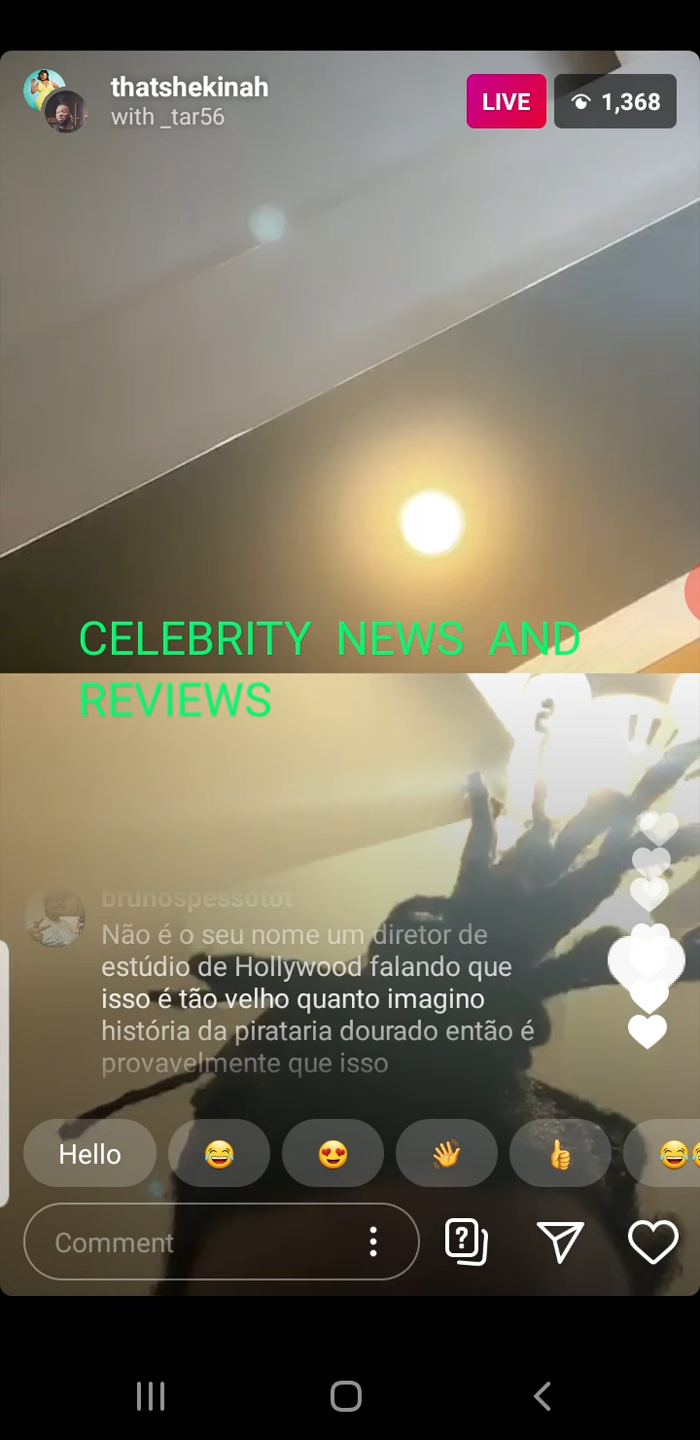 thatshekinah
with _tar56
LIVE
1,368
CELEBRITY NEWS AND
REVIEWS
brunospessotot
Não é o seu nome um diretor de
estúdio de Hollywood falando que
isso é tão velho quanto imagino
história da pirataria dourado então é
provavelmente que isso
Hello
Comment